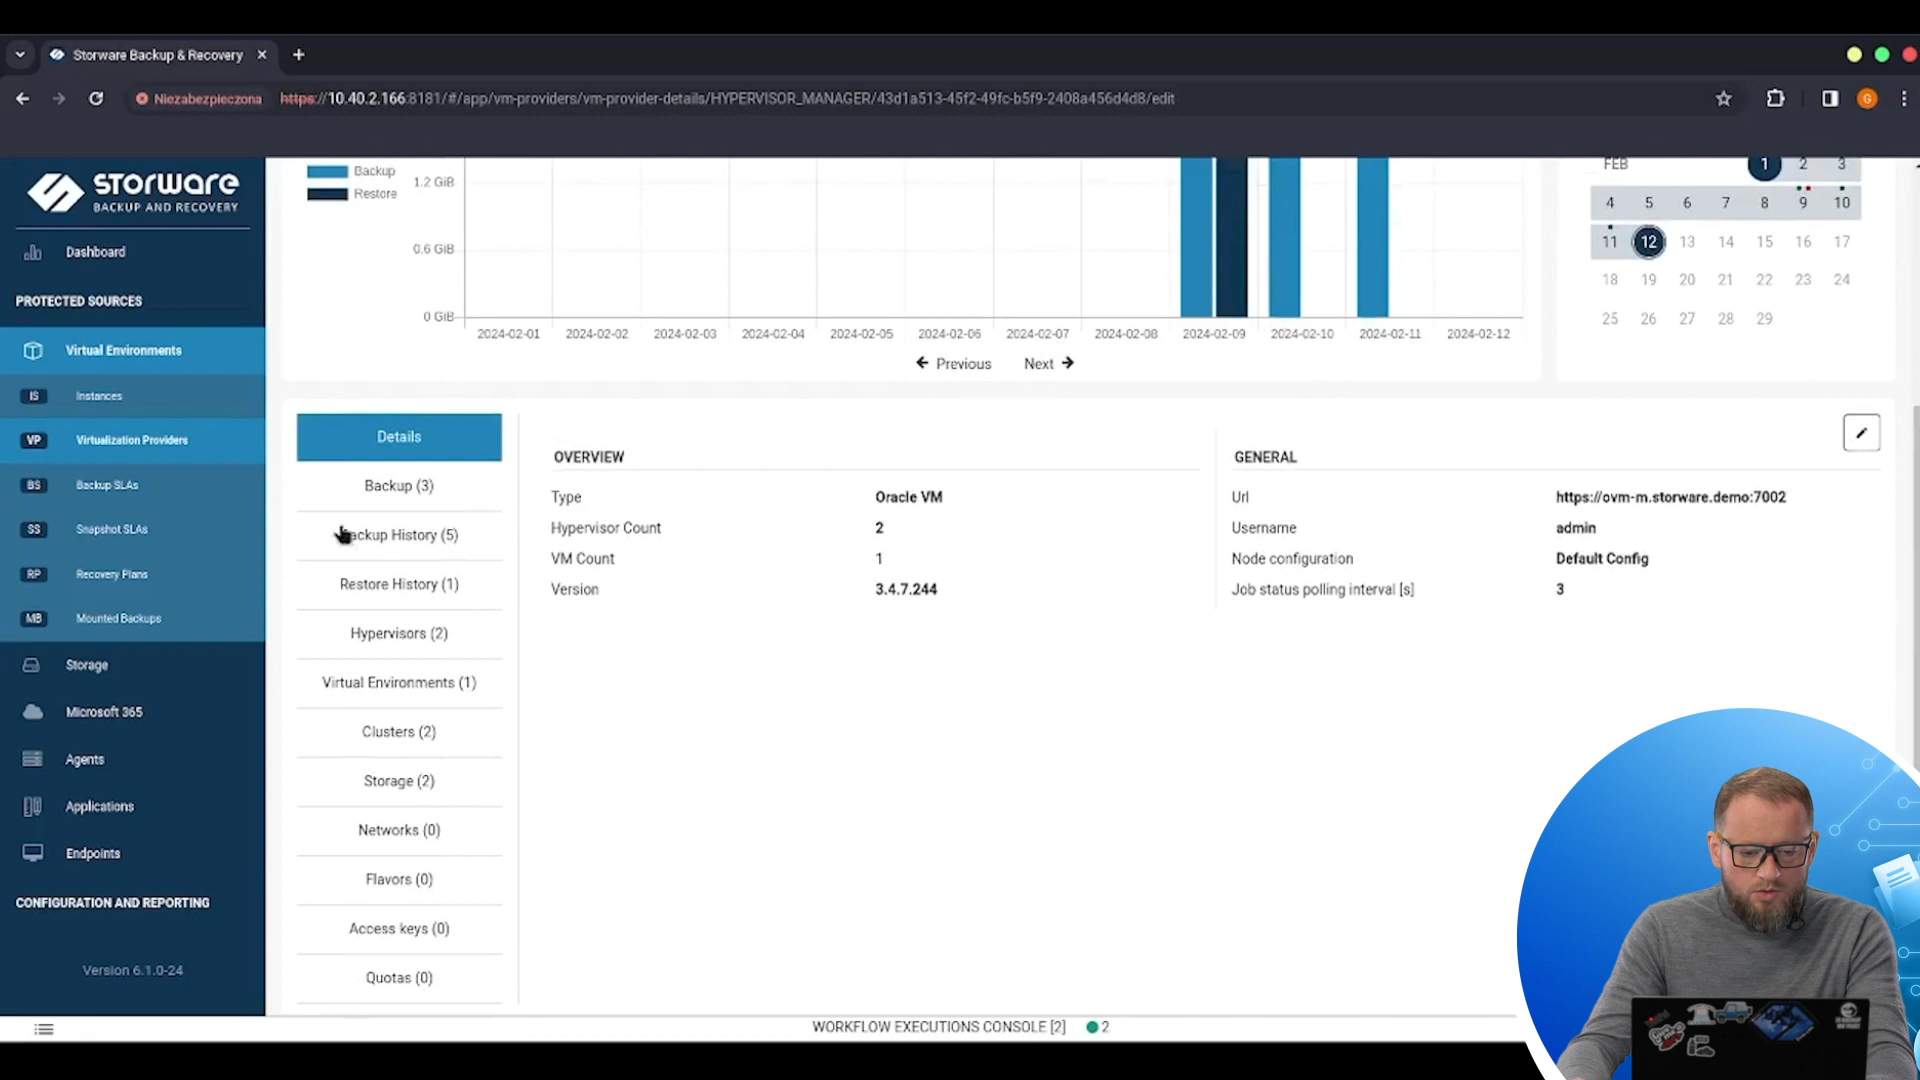 Storware Backup & Recovery
Niezabezpieczona
https://10.40.2.166:8181/#/app/vm-providers/vm-provider-details/HYPERVISOR_MANAGER/43d1a513-45f2-49fc-b5f9-2408a456d4d8/edit
G
STORWARE
BACKUP AND RECOVERY
Dashboard
PROTECTED SOURCES
Virtual Environments
IS Instances
VP Virtualization Providers
BS Backup SLAs
SS Snapshot SLAs
RP Recovery Plans
MB Mounted Backups
Storage
Microsoft 365
Agents
Applications
Endpoints
CONFIGURATION AND REPORTING
Version 6.1.0-24
Backup
Restore
1.2 GiB
0.6 GiB
0 GiB
2024-02-01 2024-02-02 2024-02-03 2024-02-04 2024-02-05 2024-02-06 2024-02-07 2024-02-08 2024-02-09 2024-02-10 2024-02-11 2024-02-12
Previous Next
FEB 1 2 3
4 5 6 7 8 9 10
11 12 13 14 15 16 17
18 19 20 21 22 23 24
25 26 27 28 29
Details
Backup (3)
ackup History (5)
Restore History (1)
Hypervisors (2)
Virtual Environments (1)
Clusters (2)
Storage (2)
Networks (0)
Flavors (0)
Access keys (0)
Quotas (0)
OVERVIEW
Type Oracle VM
Hypervisor Count 2
VM Count 1
Version 3.4.7.244
GENERAL
Url https://ovm-m.storware.demo:7002
Username admin
Node configuration Default Config
Job status polling interval [s] 3
WORKFLOW EXECUTIONS CONSOLE [2] 2